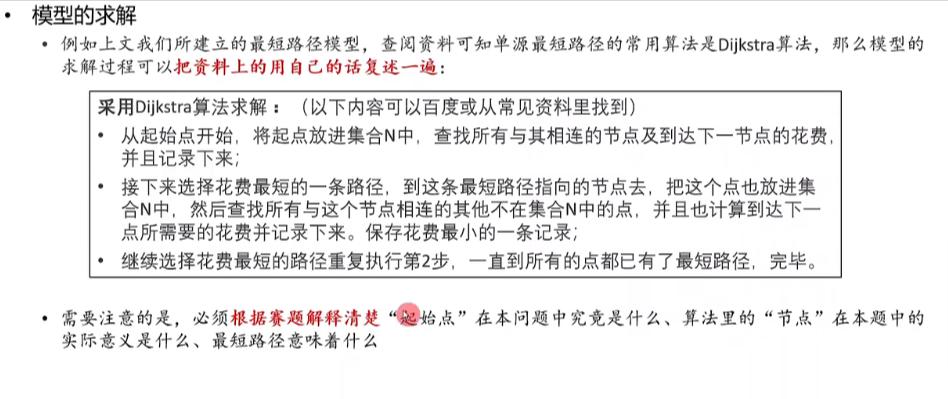 • 模型的求解
• 例如上文我们所建立的最短路径模型，查阅资料可知单源最短路径的常用算法是Dijkstra算法，那么模型的
求解过程可以把资料上的用自己的话复述一遍：
采用Dijkstra算法求解：（以下内容可以百度或从常见资料里找到）
• 从起始点开始，将起点放进集合N中，查找所有与其相连的节点及到达下一节点的花费，
并且记录下来；
• 接下来选择花费最短的一条路径，到这条最短路径指向的节点去，把这个点也放进集
合N中，然后查找所有与这个节点相连的其他不在集合N中的点，并且也计算到达下一
点所需要的花费并记录下来。保存花费最小的一条记录；
• 继续选择花费最短的路径重复执行第2步，一直到所有的点都已有了最短路径，完毕。
• 需要注意的是，必须根据赛题解释清楚“起始点”在本问题中究竟是什么、算法里的“节点”在本题中的
实际意义是什么、最短路径意味着什么